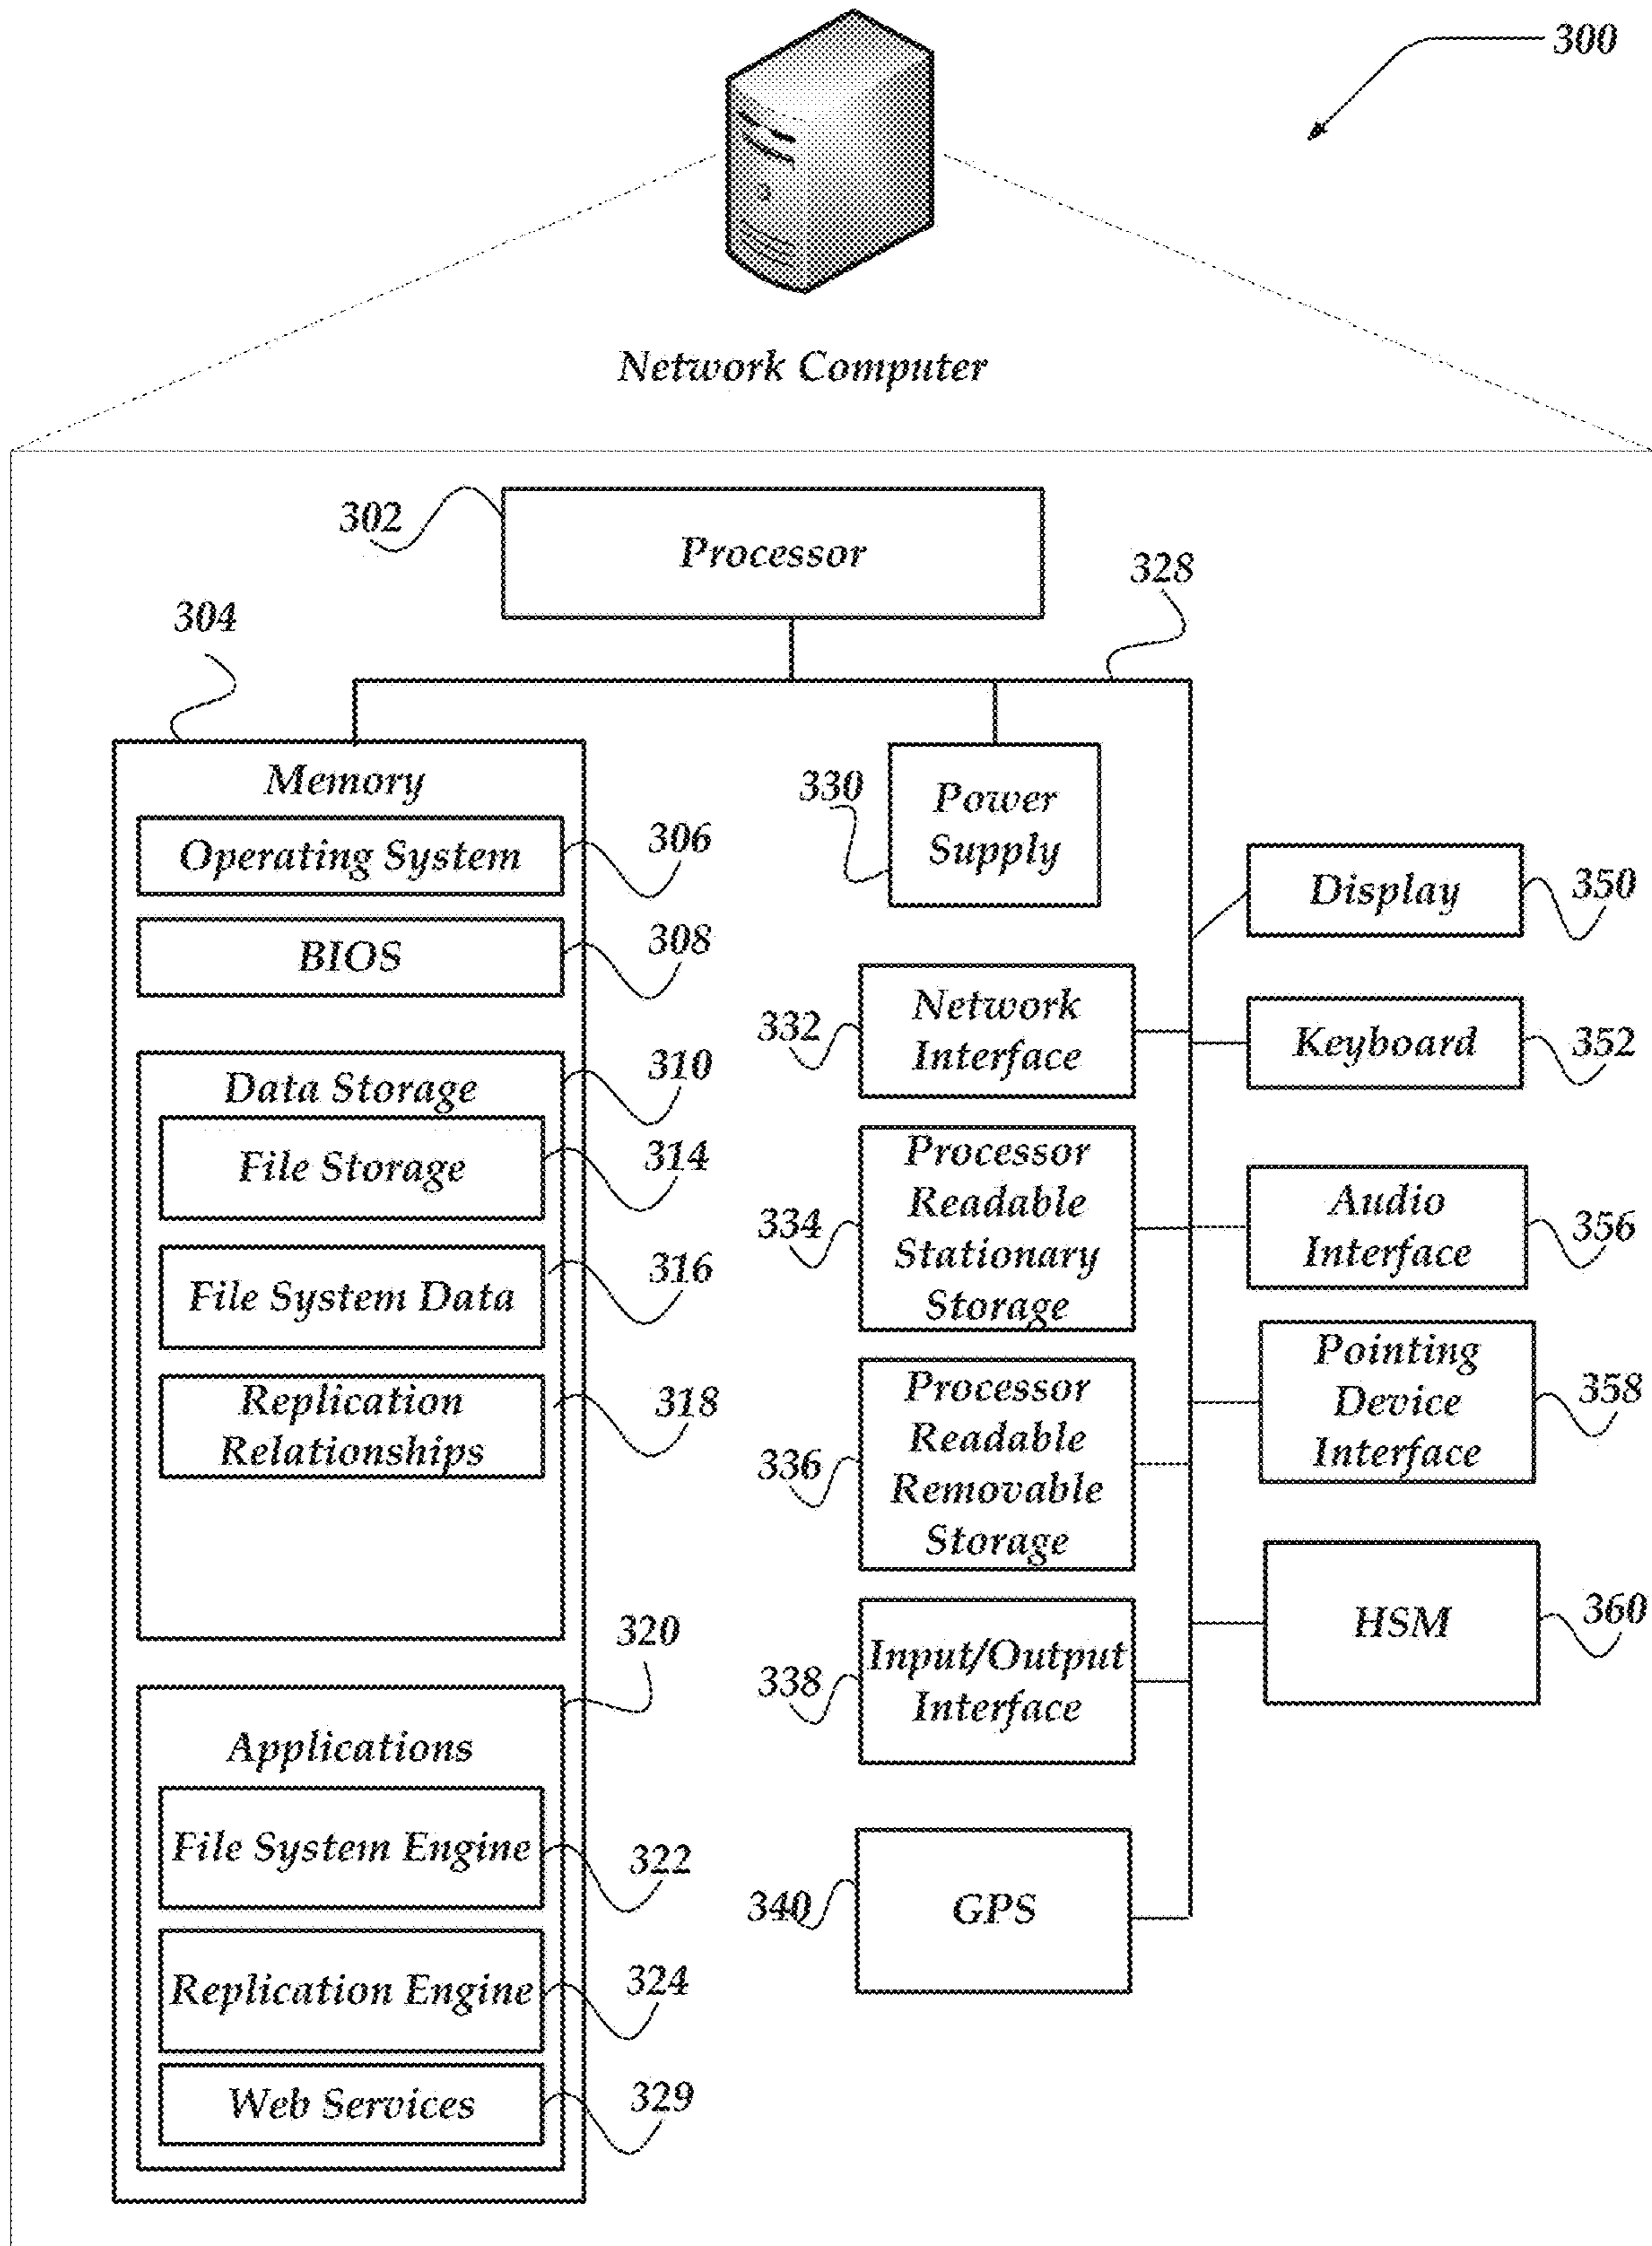 300
Network Computer
302
Processor
328
304
Memory
Operating System
306
BIOS
308
Data Storage
310
File Storage
314
File System Data
316
Replication
Relationships
318
320
Applications
File System Engine
322
Replication Engine
324
Web Services
329
330
Power
Supply
332
Network
Interface
334
Processor
Readable
Stationary
Storage
336
Processor
Readable
Removable
Storage
338
Input/Output
Interface
340
GPS
Display
350
Keyboard
352
Audio
Interface
356
Pointing
Device
Interface
358
HSM
360